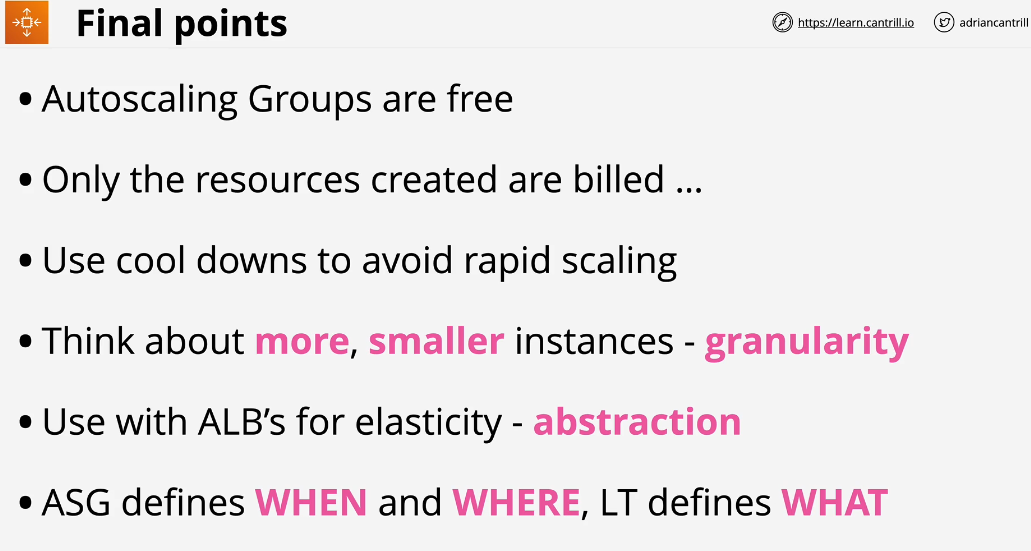 Final points
https://learn.cantrill.io
adriancantrill
• Autoscaling Groups are free
• Only the resources created are billed ...
• Use cool downs to avoid rapid scaling
• Think about more, smaller instances - granularity
• Use with ALB’s for elasticity - abstraction
• ASG defines WHEN and WHERE, LT defines WHAT